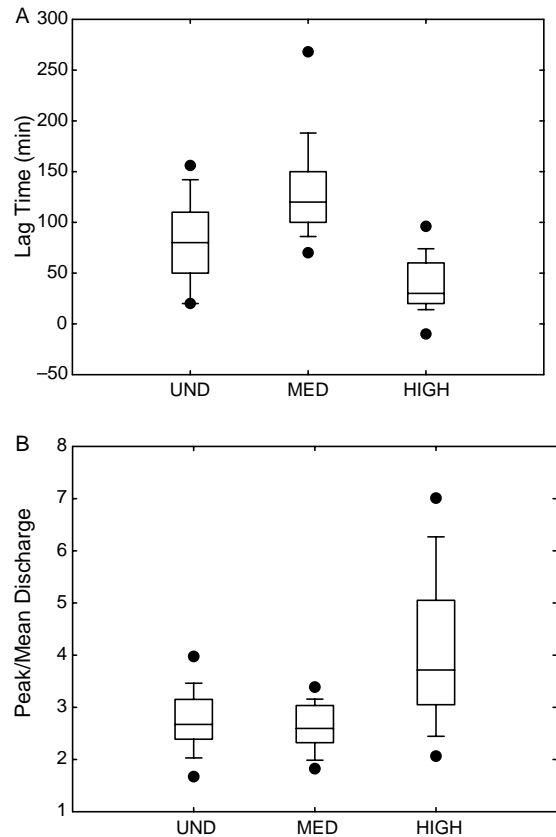 A
300
250
200
150
100
50
0
–50
Lag Time (min)
UND MED HIGH
B
8
7
6
5
4
3
2
1
Peak/Mean Discharge
UND MED HIGH